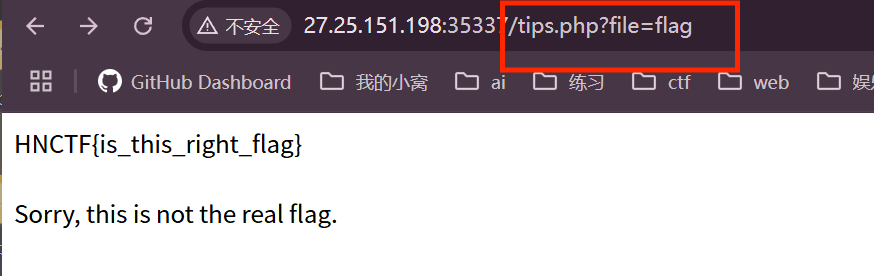 不安全 27.25.151.198:35337/tips.php?file=flag
GitHub Dashboard 我的小窝 ai 练习 ctf web
HNCTF{is_this_right_flag}
Sorry, this is not the real flag.